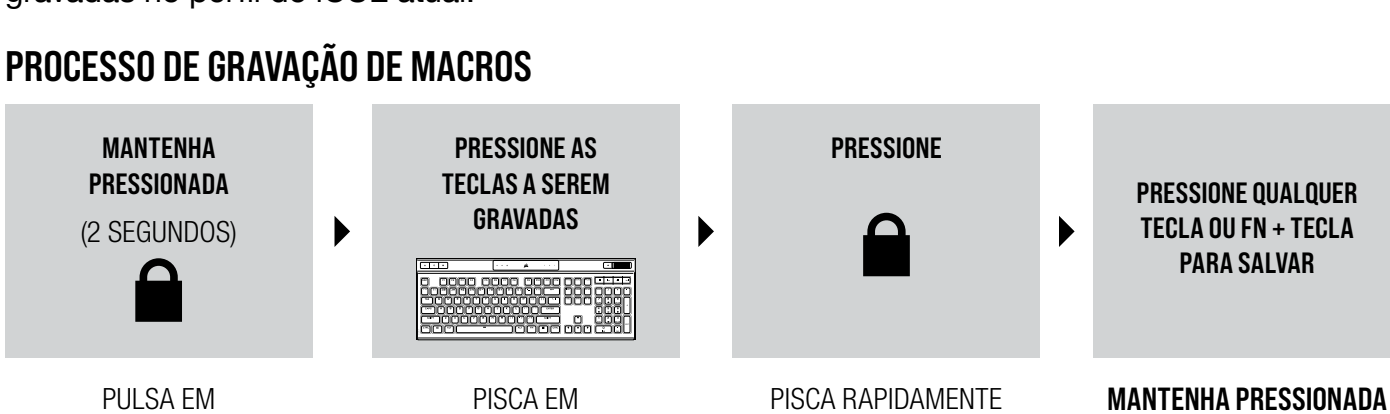 gravadas no perfil do iCUE atual.
PROCESSO DE GRAVAÇÃO DE MACROS
MANTENHA
PRESSIONADA
(2 SEGUNDOS)
PRESSIONE AS
TECLAS A SEREM
GRAVADAS
PRESSIONE
PRESSIONE QUALQUER
TECLA OU FN + TECLA
PARA SALVAR
PULSA EM
PISCA EM
PISCA RAPIDAMENTE
MANTENHA PRESSIONADA